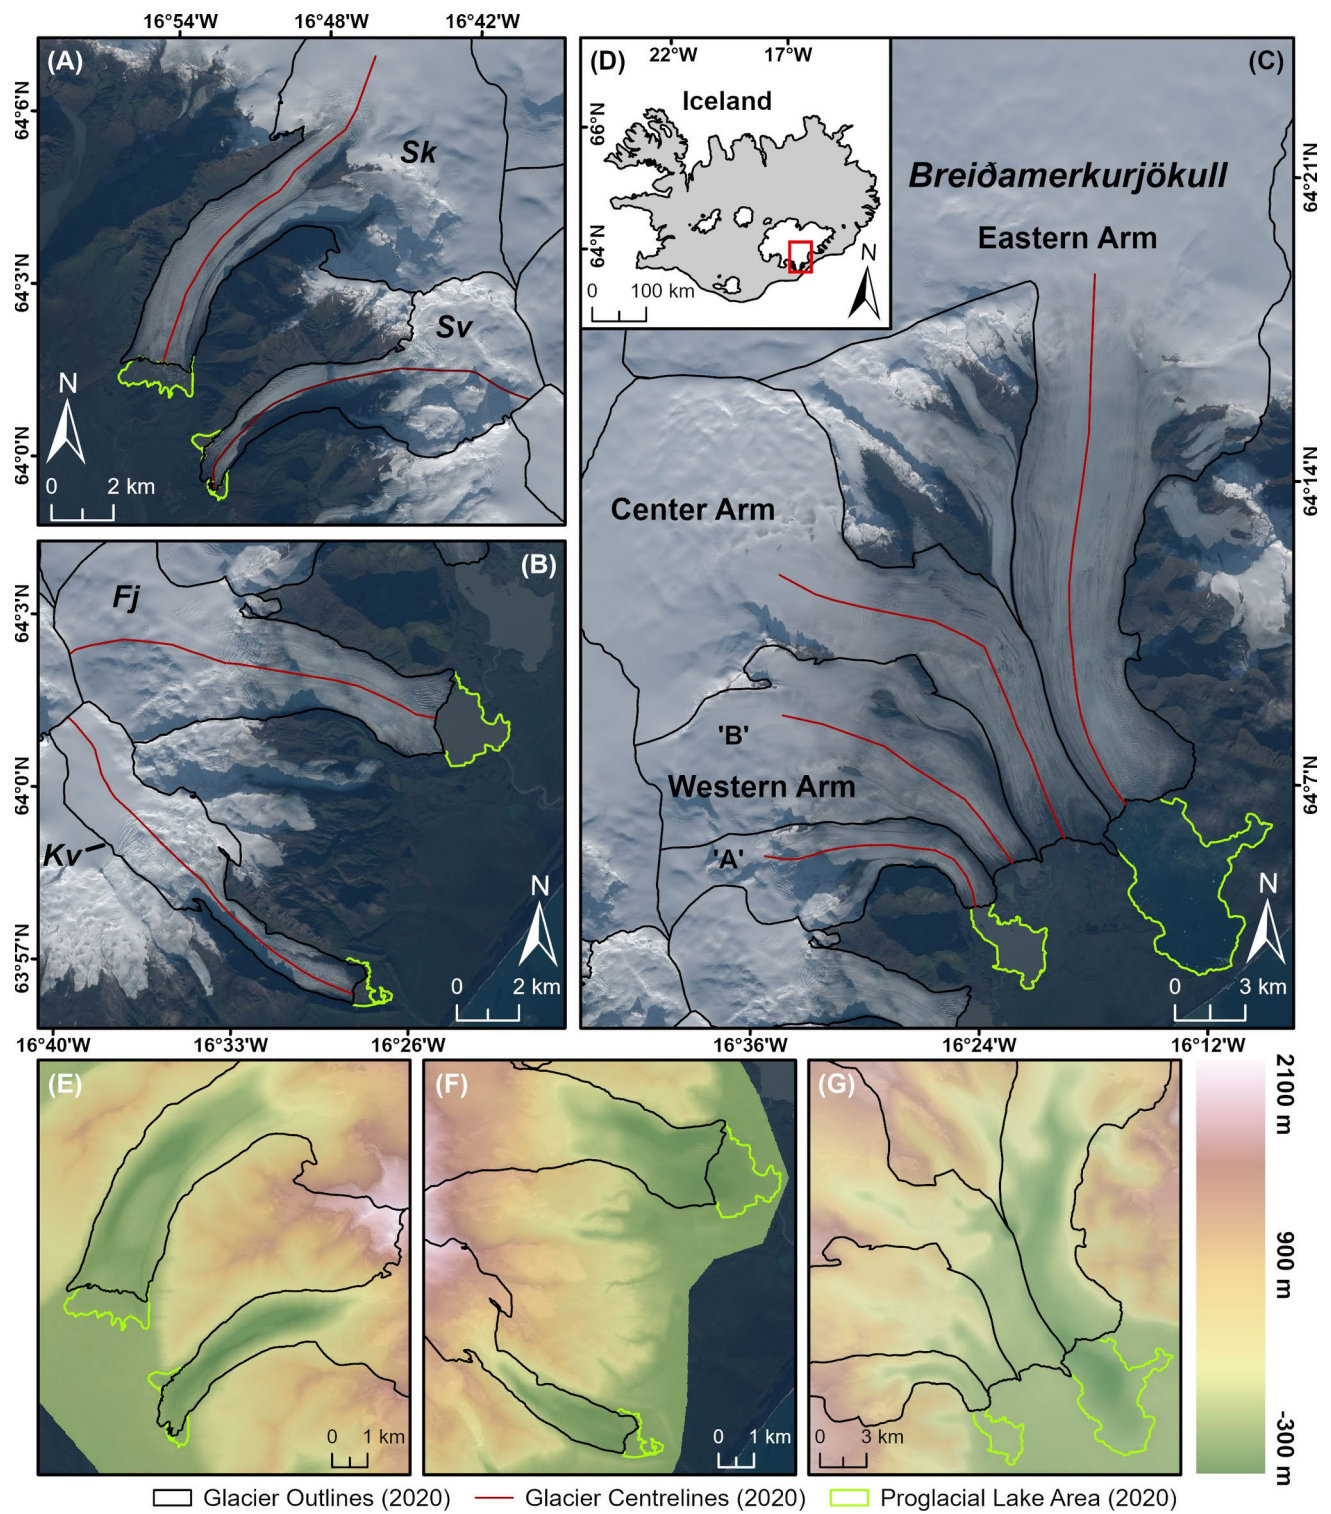 16°54'W 16°48'W 16°42'W
(A)
64°6'N
64°3'N
64°0'N
Sk
Sv
N
0 2 km
(B)
Fj
Kv
64°3'N
64°0'N
63°57'N
N
0 2 km
16°40'W 16°33'W 16°26'W
(D)
22°W 17°W
Iceland
66°N
64°N
N
0 100 km
(C)
Breiðamerkurjökull
Eastern Arm
Center Arm
'B'
Western Arm
'A'
64°21'N
64°14'N
64°7'N
N
0 3 km
16°36'W 16°24'W 16°12'W
(E)
0 1 km
(F)
0 1 km
(G)
0 3 km
2100 m
900 m
-300 m
Glacier Outlines (2020) Glacier Centrelines (2020) Proglacial Lake Area (2020)